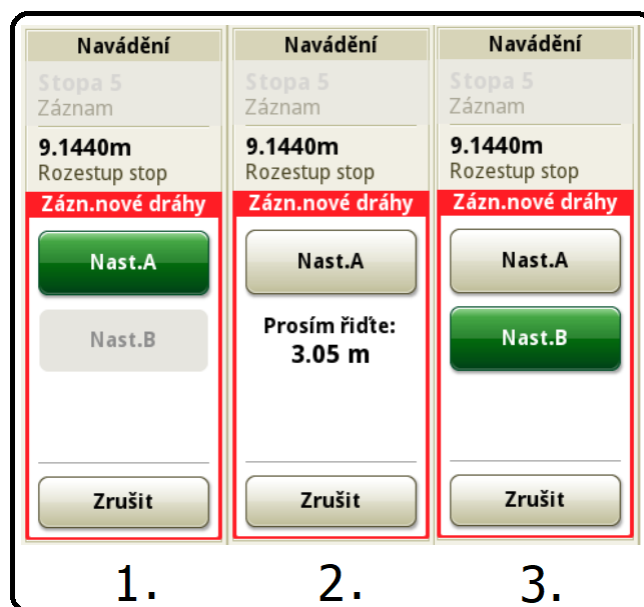 Navádění
Stopa 5
Záznam
9.1440m
Rozestup stop
Zázn.nové dráhy
Nast.A
Nast.B
Zrušit
1.
Navádění
Stopa 5
Záznam
9.1440m
Rozestup stop
Zázn.nové dráhy
Nast.A
Prosím řiďte:
3.05 m
Zrušit
2.
Navádění
Stopa 5
Záznam
9.1440m
Rozestup stop
Zázn.nové dráhy
Nast.A
Nast.B
Zrušit
3.